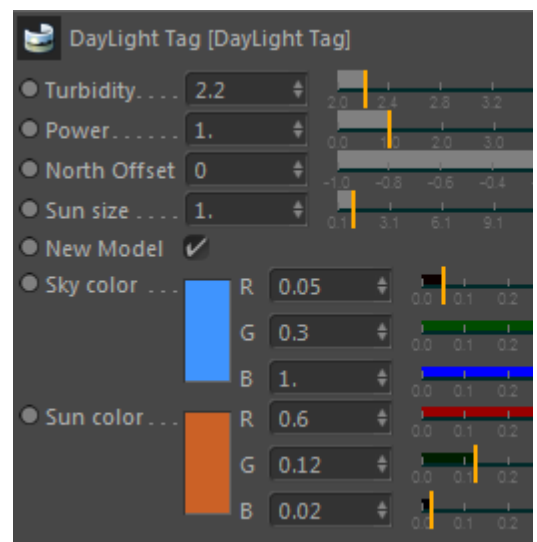 DayLight Tag [DayLight Tag]
Turbidity.... 2.2 2.0 2.4 2.8 3.2
Power...... 1. 0.0 1.0 2.0 3.0
North Offset 0 -1.0 -0.8 -0.6 -0.4
Sun size .... 1. 0.1 3.1 6.1 9.1
New Model
Sky color ... R 0.05 0.0 0.1 0.2
G 0.3 0.0 0.1 0.2
B 1. 0.0 0.1 0.2
Sun color... R 0.6 0.0 0.1 0.2
G 0.12 0.0 0.1 0.2
B 0.02 0.0 0.1 0.2